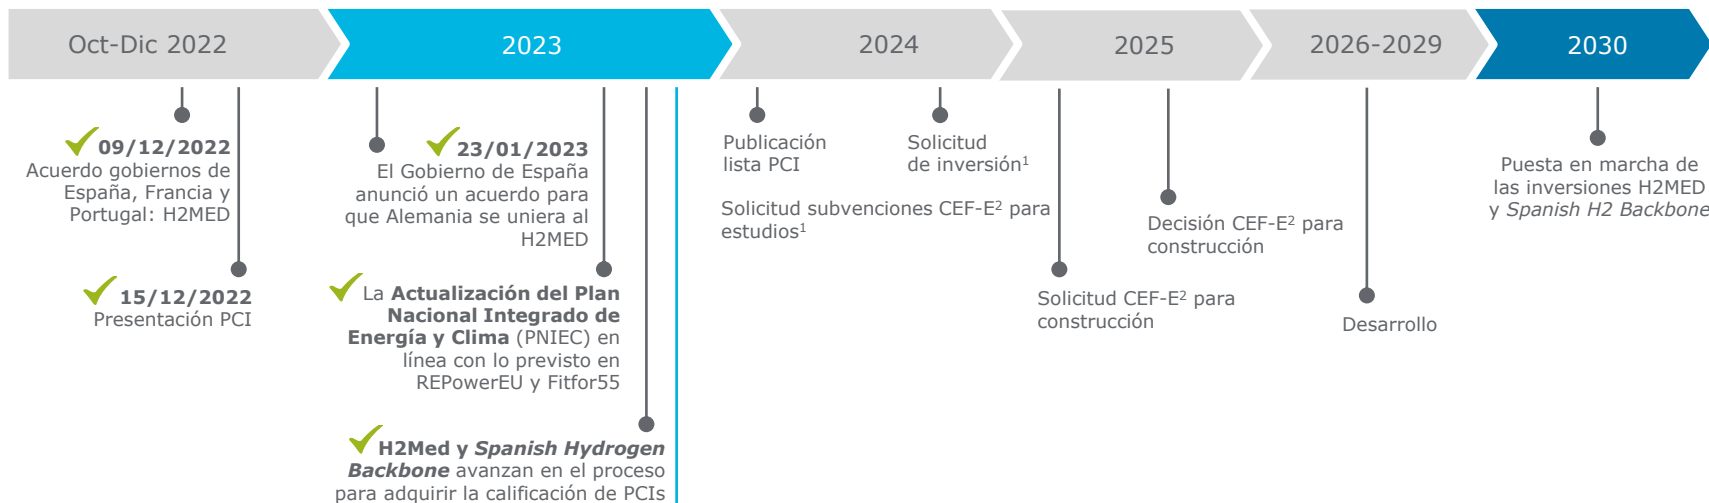 Oct-Dic 2022
2023
2024
2025
2026-2029
2030
09/12/2022
Acuerdo gobiernos de
España, Francia y
Portugal: H2MED
15/12/2022
Presentación PCI
23/01/2023
El Gobierno de España
anunció un acuerdo para
que Alemania se uniera al
H2MED
La Actualización del Plan
Nacional Integrado de
Energía y Clima (PNIEC) en
línea con lo previsto en
REPowerEU y Fitfor55
H2Med y Spanish Hydrogen
Backbone avanzan en el proceso
para adquirir la calificación de PCIs
Publicación
lista PCI
Solicitud subvenciones CEF-E² para
estudios¹
Solicitud
de inversión¹
Solicitud CEF-E² para
construcción
Decisión CEF-E² para
construcción
Desarrollo
Puesta en marcha de
las inversiones H2MED
y Spanish H2 Backbone